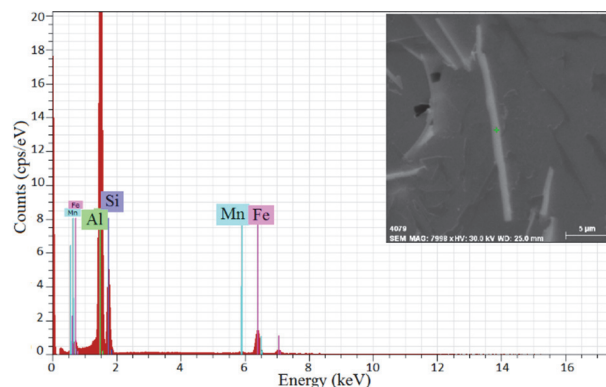 20
18
16
14
12
10
8
6
4
2
0
Counts (cps/eV)
Fe
Mn
Al
Si
Mn
Fe
0 2 4 6 8 10 12 14 16
Energy (keV)
4079
SEM MAG: 7998 x HV: 30.0 kV WD: 25.0 mm
5 µm